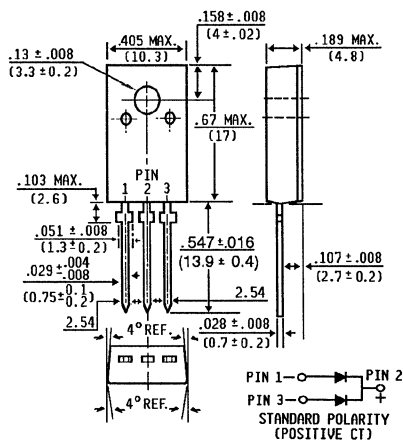 .158±.008
(4±.02)
.405 MAX.
(10.3)
.189 MAX.
(4.8)
.13±.008
(3.3±0.2)
.67 MAX.
(17)
PIN
1 2 3
.103 MAX.
(2.6)
.051±.008
(1.3±0.2)
.547±.016
(13.9±0.4)
.107±.008
(2.7±0.2)
.029+.004-.008
(0.75+0.1-0.2)
2.54
2.54
.028±.008
(0.7±0.2)
4° REF.
4° REF.
PIN 1
PIN 2
+
PIN 3
STANDARD POLARITY
(POSITIVE CT)